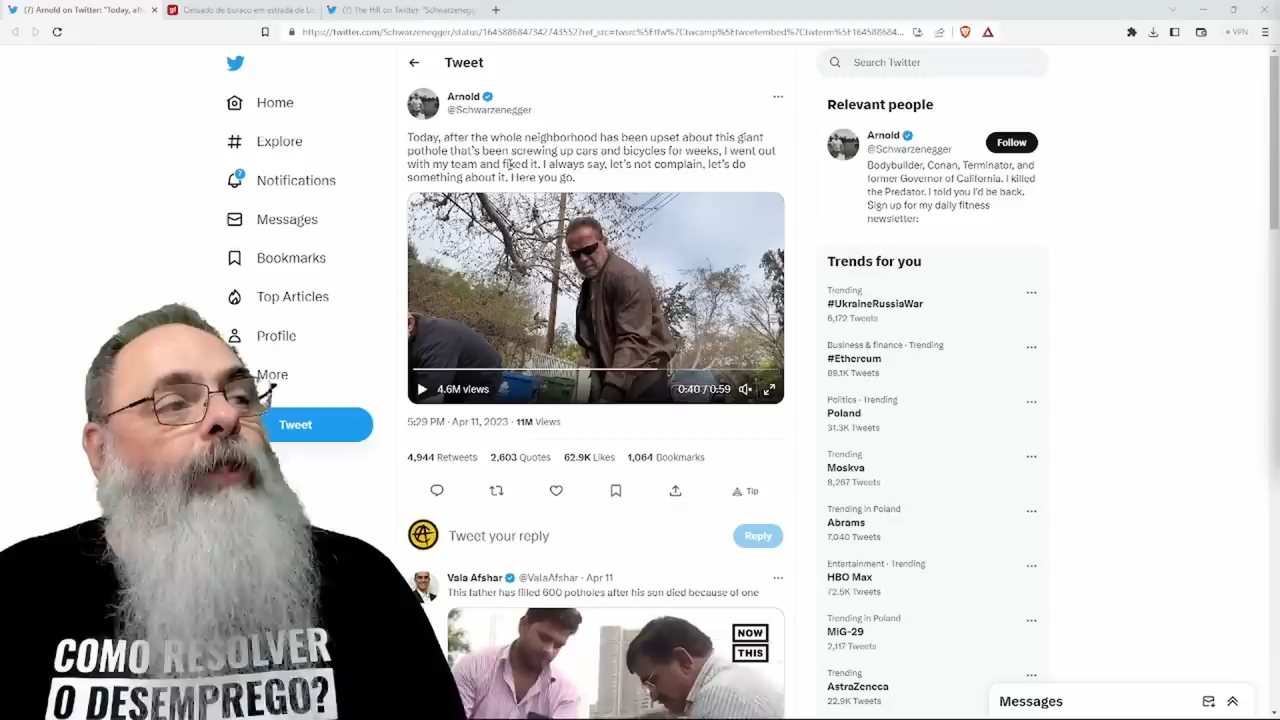 (7) Arnold on Twitter: "Today, aft
Cansado de buraco em estrada de
(7) The Hill on Twitter: "Schwarzenegg
https://twitter.com/Schwarzenegger/status/
VPN
Home
Explore
7
Notifications
Messages
Bookmarks
Top Articles
Profile
More
Tweet
Tweet
Arnold
@Schwarzenegger
Today, after the whole neighborhood has been upset about this giant
pothole that's been screwing up cars and bicycles for weeks, I went out
with my team and fixed it. I always say, let's not complain, let's do
something about it. Here you go.
4.6M views
0:40 / 0:59
5:29 PM · Apr 11, 2023 · 11M Views
4,944 Retweets 2,603 Quotes 62.9K Likes 1,064 Bookmarks
Tip
Tweet your reply
Reply
Vala Afshar @ValaAfshar · Apr 11
This father has filled 600 potholes after his son died because of one
NOW
THIS
Search Twitter
Relevant people
Arnold
@Schwarzenegger
Follow
Bodybuilder, Conan, Terminator, and
former Governor of California. I killed
the Predator. I told you I'd be back.
Sign up for my daily fitness
newsletter:
Trends for you
Trending
#UkraineRussiaWar
6,172 Tweets
Business & finance · Trending
#Ethereum
89.1K Tweets
Politics · Trending
Poland
31.3K Tweets
Trending
Moskva
8,267 Tweets
Trending in Poland
Abrams
7,040 Tweets
Entertainment · Trending
HBO Max
72.5K Tweets
Trending in Poland
MiG-29
2,117 Tweets
Trending
AstraZeneca
22.9K Tweets
Messages
COMO RESOLVER
O DESEMPREGO?